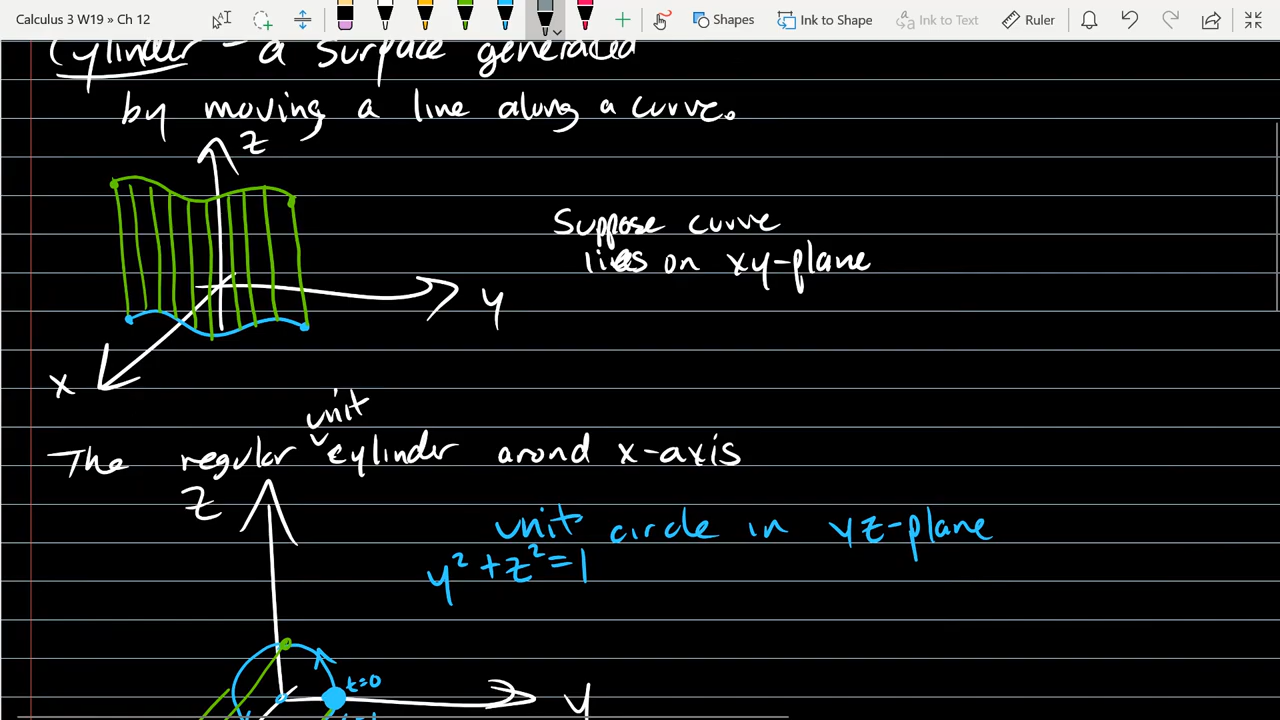 Calculus 3 W19 » Ch 12
Shapes
Ink to Shape
Ink to Text
Ruler
Cylinder - a surface generated
by moving a line along a curve.
z
Suppose curve
lies on xy-plane
y
x
unit
The regular cylinder arond x-axis
z
unit circle in yz-plane
y²+z²=1
t=0
y